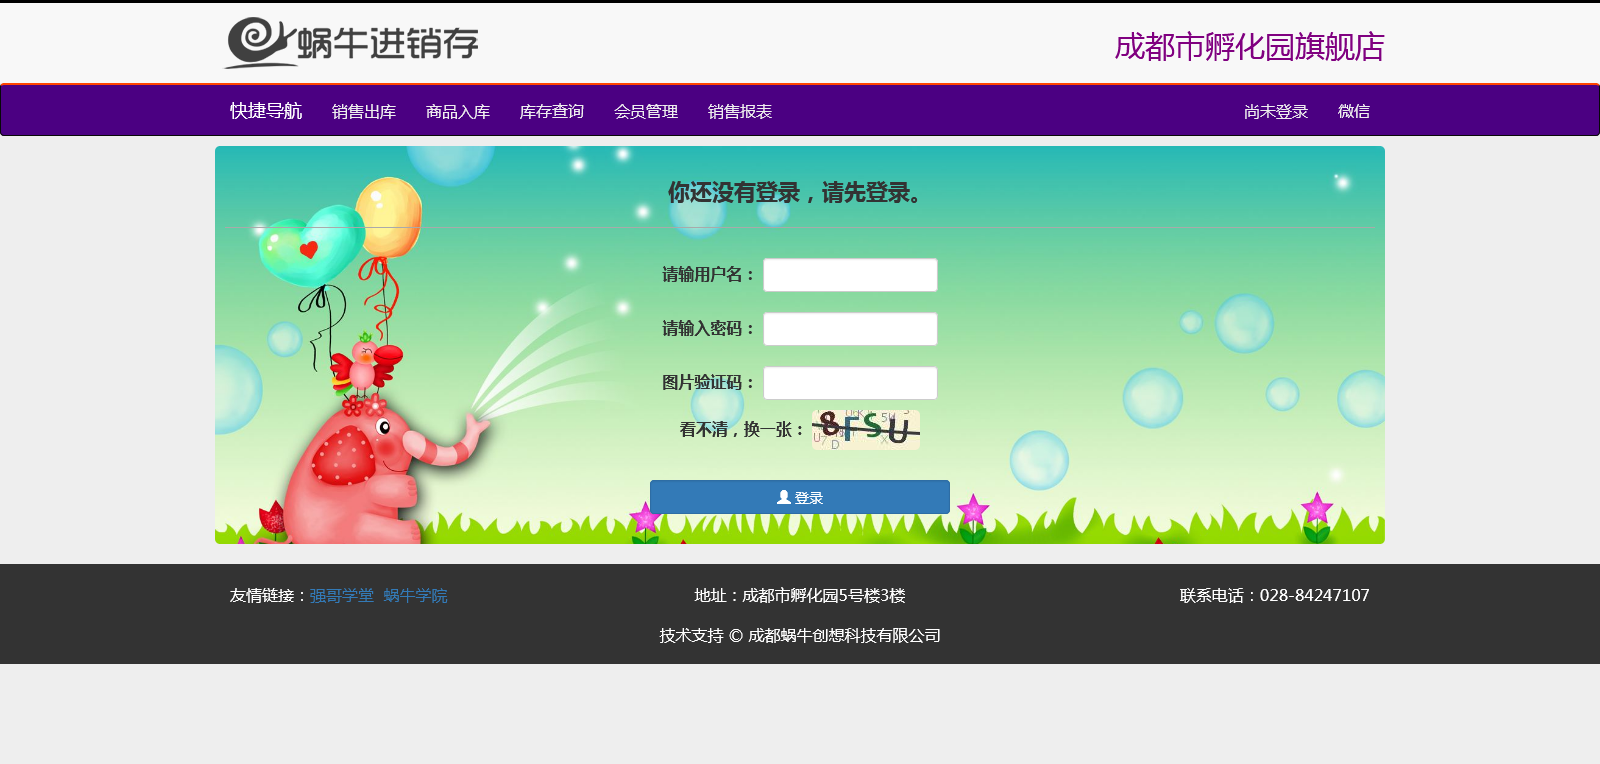 蜗牛进销存
成都市孵化园旗舰店
快捷导航 销售出库 商品入库 库存查询 会员管理 销售报表 尚未登录 微信
你还没有登录，请先登录。
请输用户名：
请输入密码：
图片验证码：
看不清，换一张： 8FSU
登录
友情链接：强哥学堂 蜗牛学院 地址：成都市孵化园5号楼3楼 联系电话：028-84247107
技术支持 © 成都蜗牛创想科技有限公司